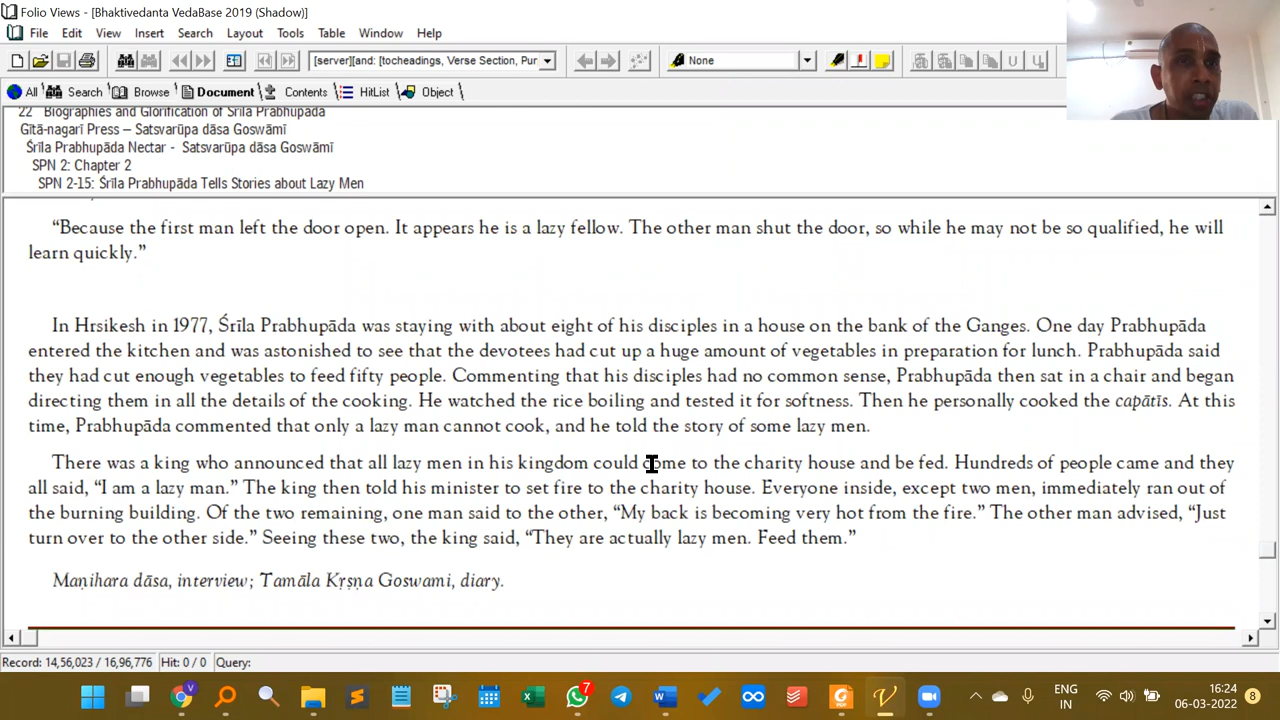 Folio Views - [Bhaktivedanta VedaBase 2019 (Shadow)]
File Edit View Insert Search Layout Tools Table Window Help
[server][and: [tocheadings, Verse Section, Pur
None
All Search Browse Document Contents HitList Object
22 Biographies and Glorification of Śrīla Prabhupāda
Gītā-nagarī Press – Satsvarūpa dāsa Goswāmī
Śrīla Prabhupāda Nectar - Satsvarūpa dāsa Goswāmī
SPN 2: Chapter 2
SPN 2-15: Śrīla Prabhupāda Tells Stories about Lazy Men
“Because the first man left the door open. It appears he is a lazy fellow. The other man shut the door, so while he may not be so qualified, he will
learn quickly.”
In Hrsikesh in 1977, Śrīla Prabhupāda was staying with about eight of his disciples in a house on the bank of the Ganges. One day Prabhupāda
entered the kitchen and was astonished to see that the devotees had cut up a huge amount of vegetables in preparation for lunch. Prabhupāda said
they had cut enough vegetables to feed fifty people. Commenting that his disciples had no common sense, Prabhupāda then sat in a chair and began
directing them in all the details of the cooking. He watched the rice boiling and tested it for softness. Then he personally cooked the capātīs. At this
time, Prabhupāda commented that only a lazy man cannot cook, and he told the story of some lazy men.
There was a king who announced that all lazy men in his kingdom could come to the charity house and be fed. Hundreds of people came and they
all said, “I am a lazy man.” The king then told his minister to set fire to the charity house. Everyone inside, except two men, immediately ran out of
the burning building. Of the two remaining, one man said to the other, “My back is becoming very hot from the fire.” The other man advised, “Just
turn over to the other side.” Seeing these two, the king said, “They are actually lazy men. Feed them.”
Maṇihara dāsa, interview; Tamāla Kṛṣṇa Goswami, diary.
Record: 14,56,023 / 16,96,776 Hit: 0 / 0 Query:
V
7
ENG
IN
16:24
06-03-2022
8